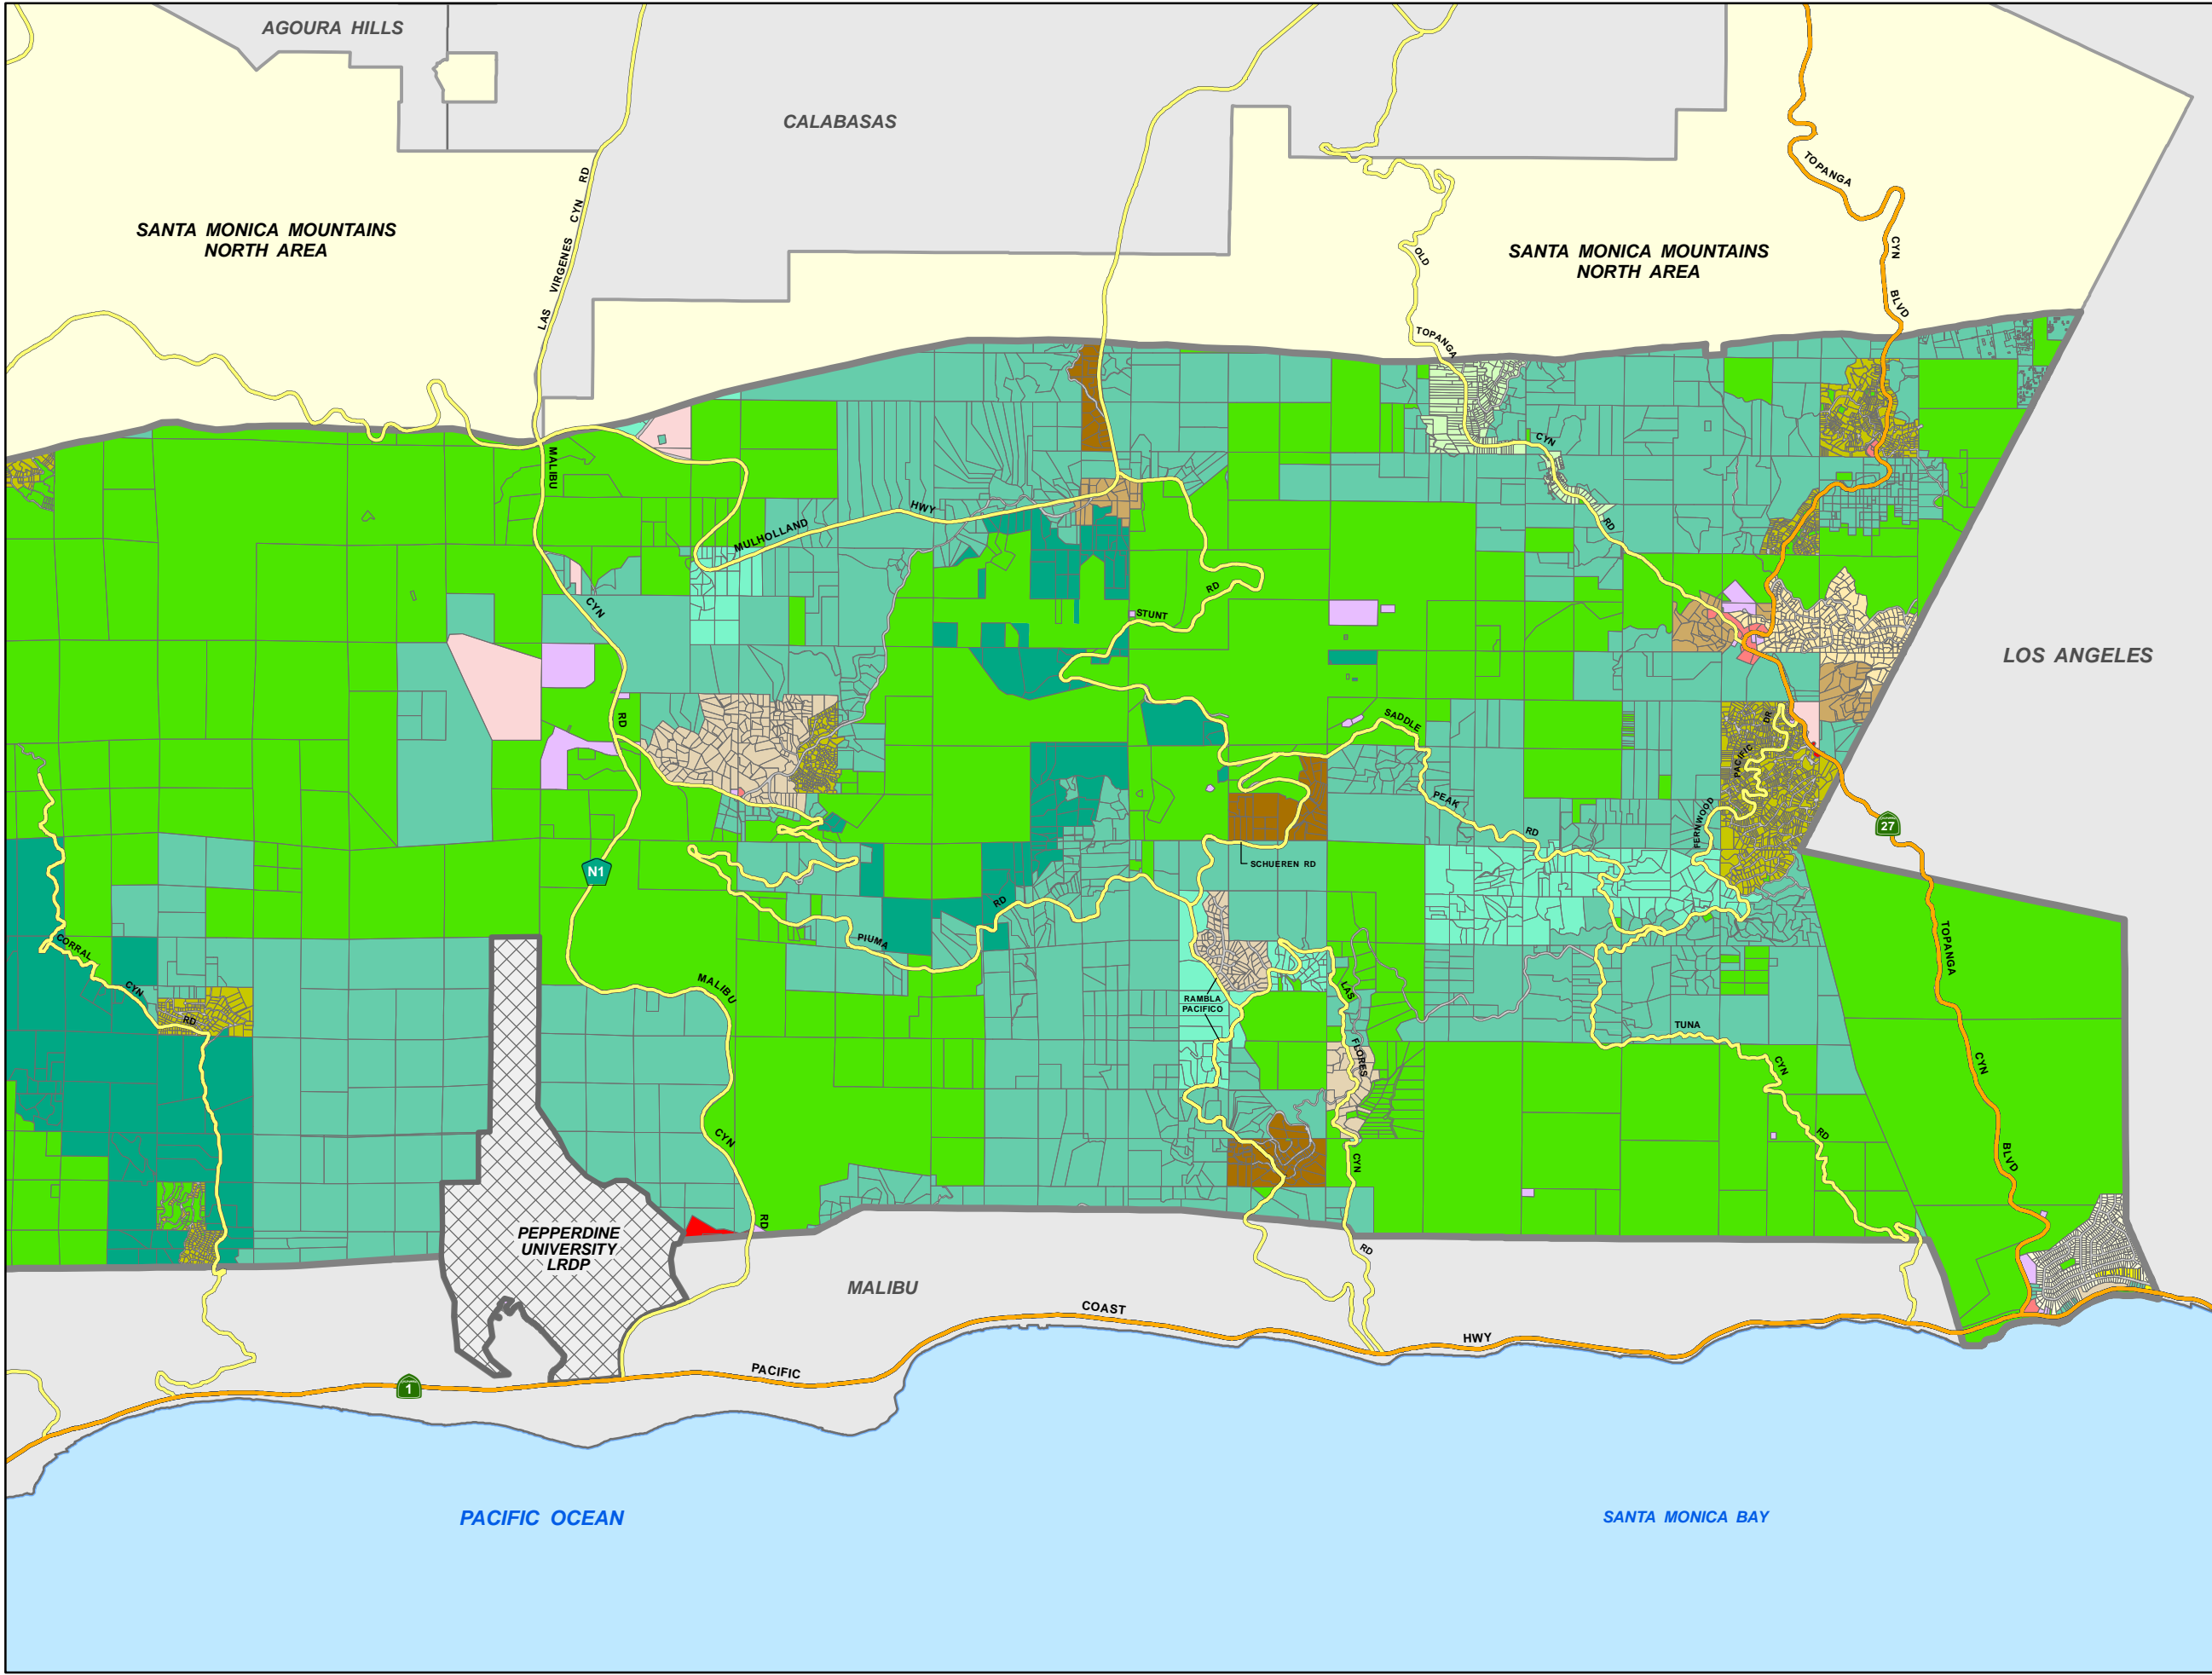 AGOURA HILLS
CALABASAS
SANTA MONICA MOUNTAINS
NORTH AREA
SANTA MONICA MOUNTAINS
NORTH AREA
LAS VIRGENES CYN RD
TOPANGA CYN BLVD
OLD TOPANGA CYN RD
MALIBU CYN RD
MULHOLLAND HWY
STUNT RD
LOS ANGELES
SADDLE PEAK RD
PACIFIC DR
FERNWOOD
27
SCHUEREN RD
N1
PIUMA RD
CORRAL CYN RD
MALIBU CYN RD
RAMBLA
PACIFICO
LAS FLORES CYN RD
TUNA CYN RD
TOPANGA CYN BLVD
PEPPERDINE
UNIVERSITY
LRDP
MALIBU
PACIFIC COAST HWY
1
PACIFIC OCEAN
SANTA MONICA BAY